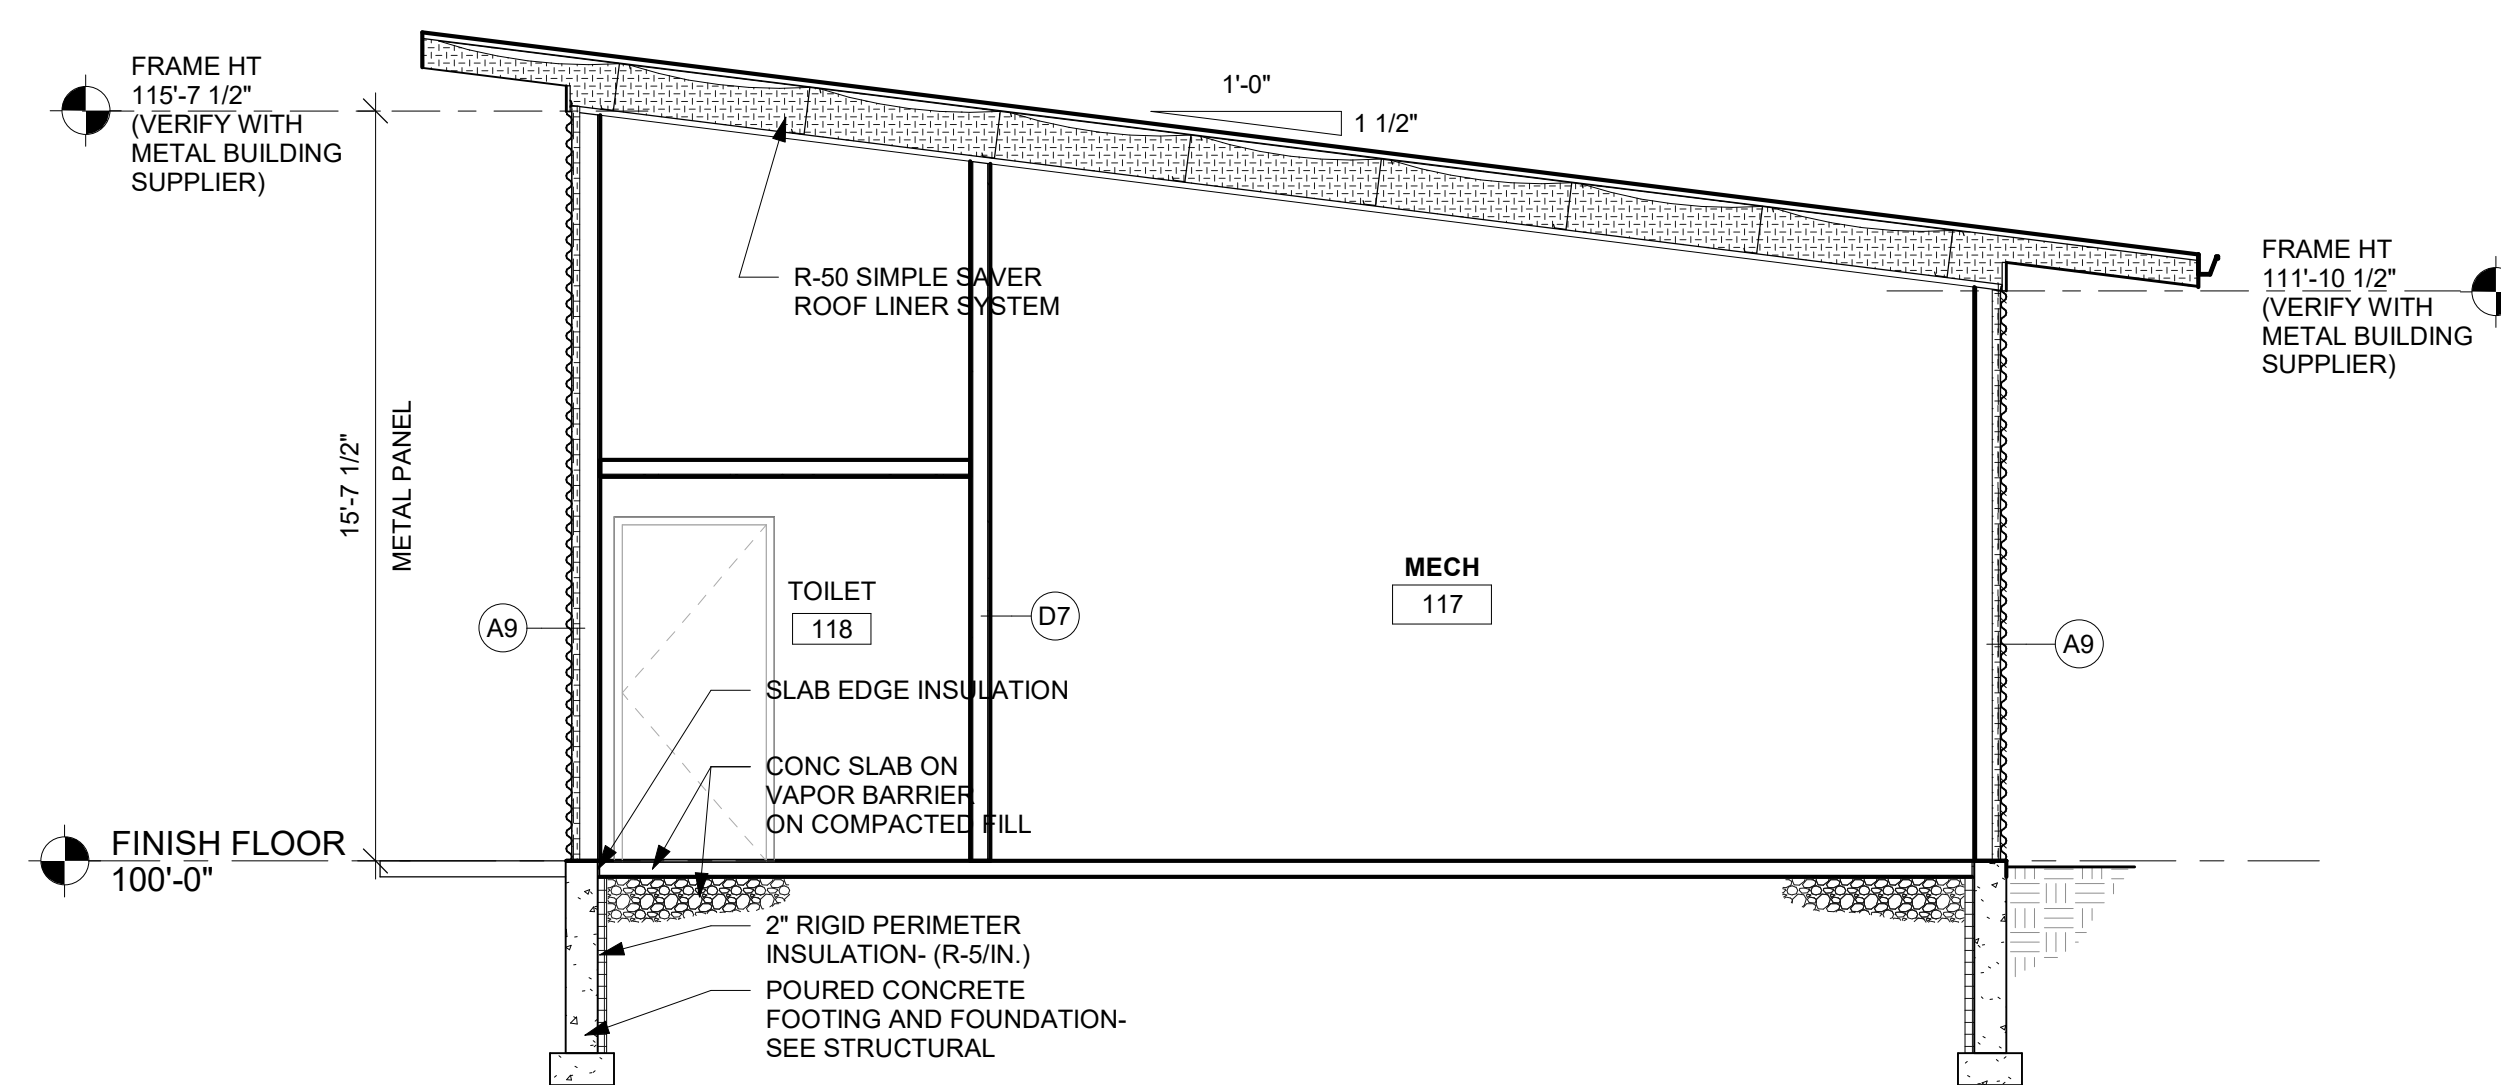 FRAME HT
115'-7 1/2"
(VERIFY WITH
METAL BUILDING
SUPPLIER)
1'-0"
1 1/2"
FRAME HT
111'-10 1/2"
(VERIFY WITH
METAL BUILDING
SUPPLIER)
R-50 SIMPLE SAVER
ROOF LINER SYSTEM
15'-7 1/2"
METAL PANEL
MECH
117
TOILET
118
A9
D7
A9
SLAB EDGE INSULATION
CONC SLAB ON
VAPOR BARRIER
ON COMPACTED FILL
FINISH FLOOR
100'-0"
2" RIGID PERIMETER
INSULATION- (R-5/IN.)
POURED CONCRETE
FOOTING AND FOUNDATION-
SEE STRUCTURAL